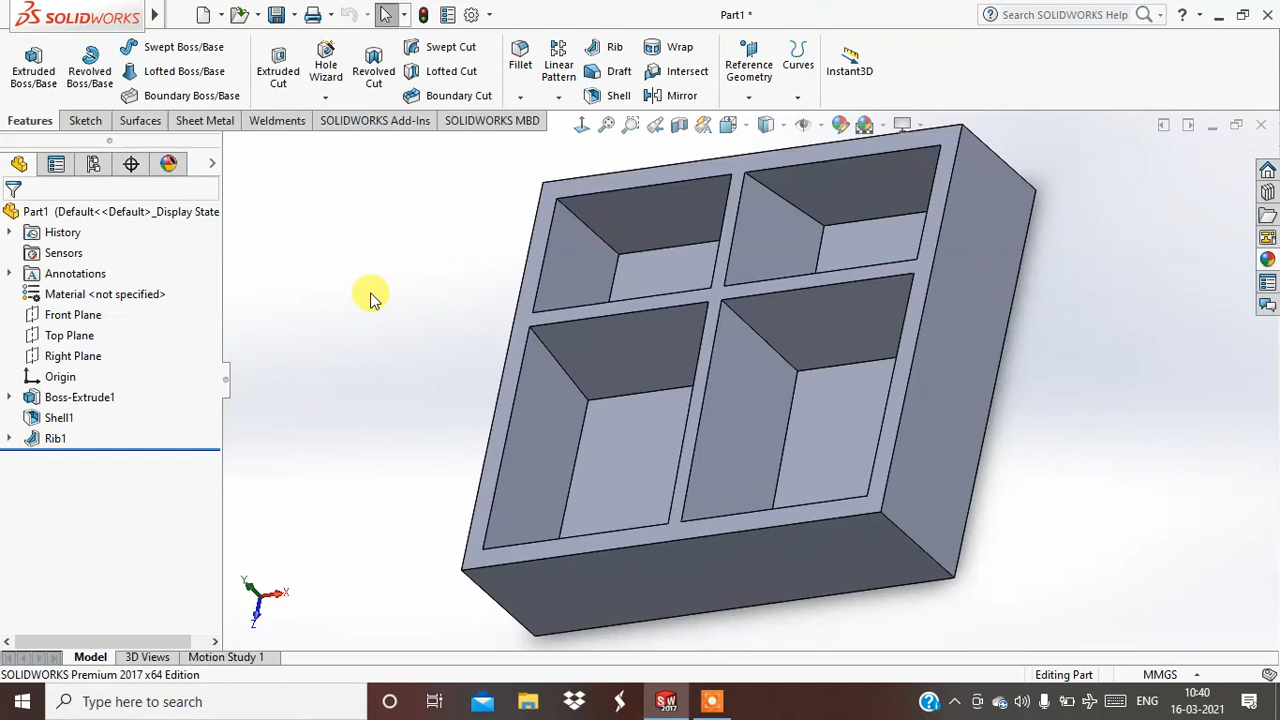 SOLIDWORKS
Part1 *
Search SOLIDWORKS Help
Extruded Boss/Base
Revolved Boss/Base
Swept Boss/Base
Lofted Boss/Base
Boundary Boss/Base
Extruded Cut
Hole Wizard
Revolved Cut
Swept Cut
Lofted Cut
Boundary Cut
Fillet
Linear Pattern
Rib
Draft
Shell
Wrap
Intersect
Mirror
Reference Geometry
Curves
Instant3D
Features Sketch Surfaces Sheet Metal Weldments SOLIDWORKS Add-Ins SOLIDWORKS MBD
Part1 (Default<<Default>_Display State
History
Sensors
Annotations
Material <not specified>
Front Plane
Top Plane
Right Plane
Origin
Boss-Extrude1
Shell1
Rib1
Y
X
Z
Model 3D Views Motion Study 1
SOLIDWORKS Premium 2017 x64 Edition
Editing Part
MMGS
Type here to search
SW
2017
ENG
10:40
16-03-2021